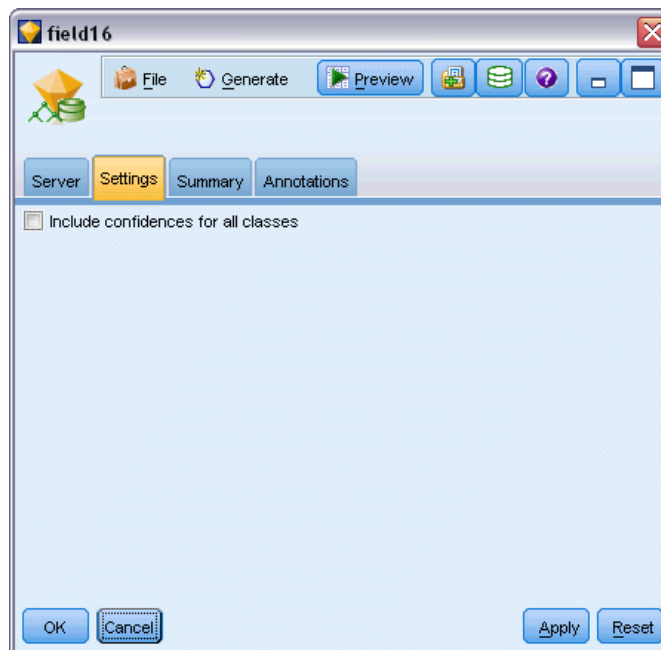 field16
File Generate Preview
Server Settings Summary Annotations
Include confidences for all classes
OK Cancel Apply Reset